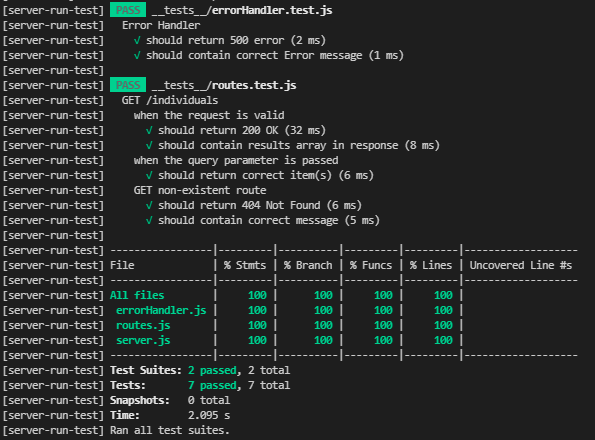 [server-run-test] PASS __tests__/errorHandler.test.js
[server-run-test]   Error Handler
[server-run-test]     √ should return 500 error (2 ms)
[server-run-test]     √ should contain correct Error message (1 ms)
[server-run-test]
[server-run-test] PASS __tests__/routes.test.js
[server-run-test]   GET /individuals
[server-run-test]     when the request is valid
[server-run-test]       √ should return 200 OK (32 ms)
[server-run-test]       √ should contain results array in response (8 ms)
[server-run-test]     when the query parameter is passed
[server-run-test]       √ should return correct item(s) (6 ms)
[server-run-test]     GET non-existent route
[server-run-test]       √ should return 404 Not Found (6 ms)
[server-run-test]       √ should contain correct message (5 ms)
[server-run-test]
[server-run-test] -----------------|---------|----------|---------|---------|-------------------
[server-run-test] File             | % Stmts | % Branch | % Funcs | % Lines | Uncovered Line #s
[server-run-test] -----------------|---------|----------|---------|---------|-------------------
[server-run-test] All files        |     100 |      100 |     100 |     100 |
[server-run-test]  errorHandler.js |     100 |      100 |     100 |     100 |
[server-run-test]  routes.js       |     100 |      100 |     100 |     100 |
[server-run-test]  server.js       |     100 |      100 |     100 |     100 |
[server-run-test] -----------------|---------|----------|---------|---------|-------------------
[server-run-test] Test Suites: 2 passed, 2 total
[server-run-test] Tests:       7 passed, 7 total
[server-run-test] Snapshots:   0 total
[server-run-test] Time:        2.095 s
[server-run-test] Ran all test suites.